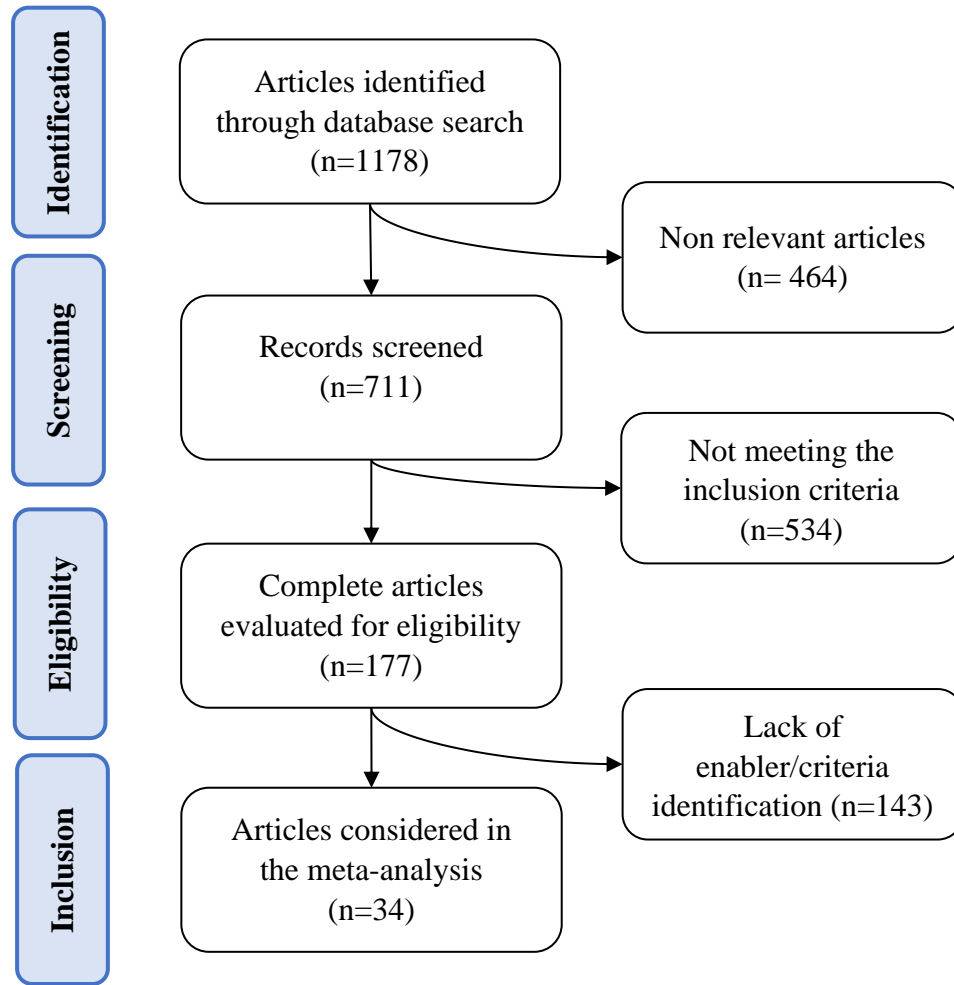 Identification
Articles identified
through database search
(n=1178)
Non relevant articles
(n= 464)
Screening
Records screened
(n=711)
Not meeting the
inclusion criteria
(n=534)
Eligibility
Complete articles
evaluated for eligibility
(n=177)
Lack of
enabler/criteria
identification (n=143)
Inclusion
Articles considered in
the meta-analysis
(n=34)